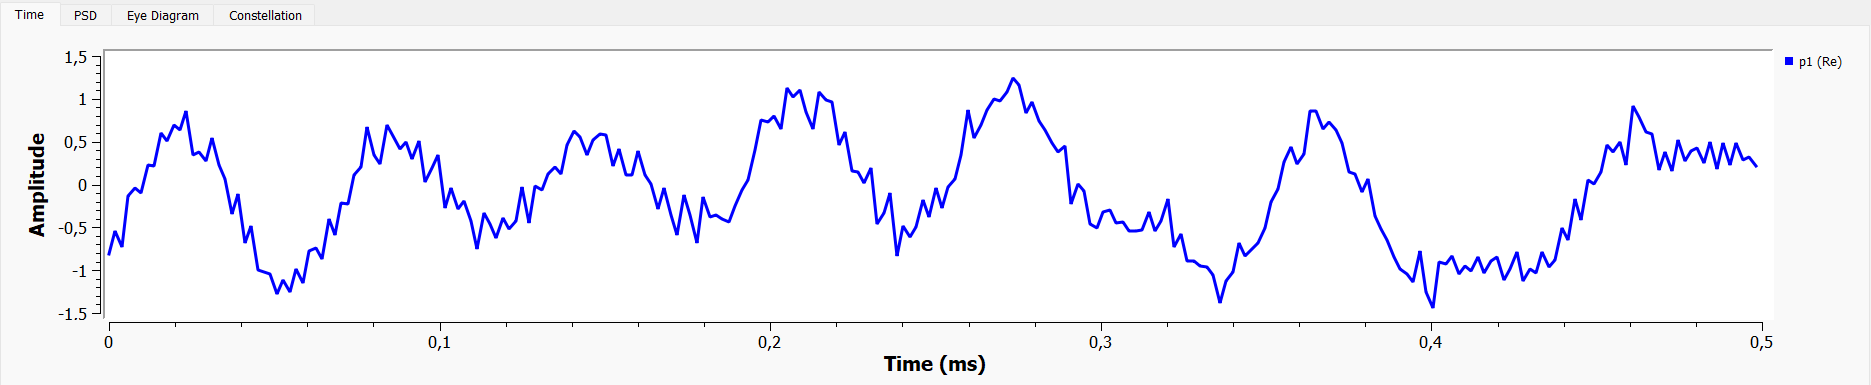 Time PSD Eye Diagram Constellation
p1 (Re)
Amplitude
1,5
1
0,5
0
-0,5
-1
-1.5
0 0,1 0,2 0,3 0,4 0,5
Time (ms)